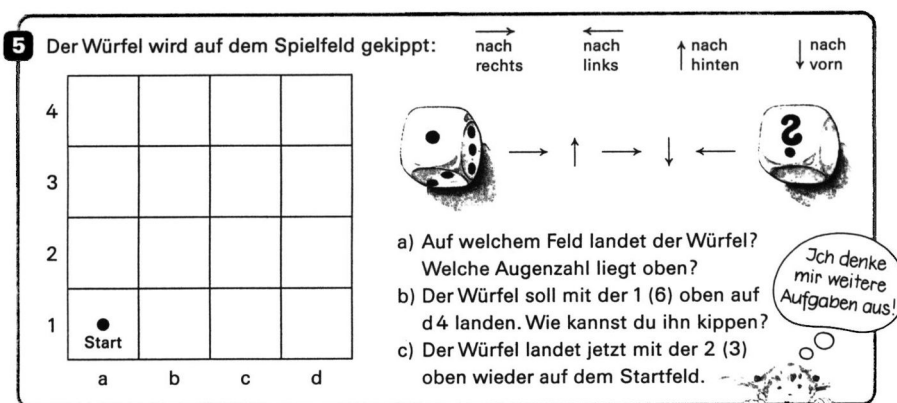 5 Der Würfel wird auf dem Spielfeld gekippt:
nach rechts
nach links
nach hinten
nach vorn
4
3
2
1
Start
a b c d
?
a) Auf welchem Feld landet der Würfel?
Welche Augenzahl liegt oben?
b) Der Würfel soll mit der 1 (6) oben auf
d4 landen. Wie kannst du ihn kippen?
c) Der Würfel landet jetzt mit der 2 (3)
oben wieder auf dem Startfeld.
Ich denke
mir weitere
Aufgaben aus!